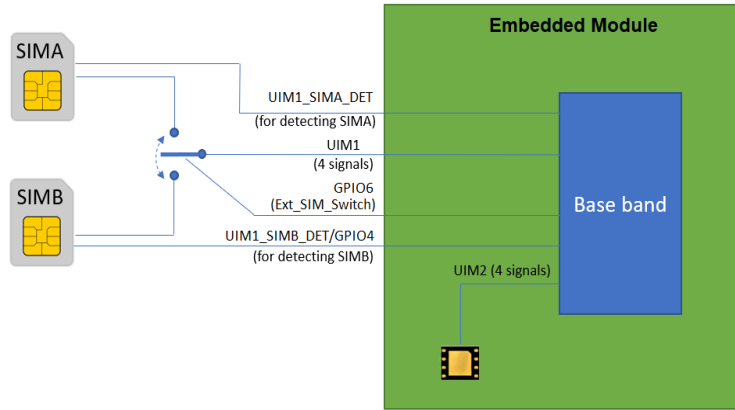 Embedded Module
SIMA
UIM1_SIMA_DET
(for detecting SIMA)
UIM1
(4 signals)
GPIO6
(Ext_SIM_Switch)
SIMB
UIM1_SIMB_DET/GPIO4
(for detecting SIMB)
Base band
UIM2 (4 signals)